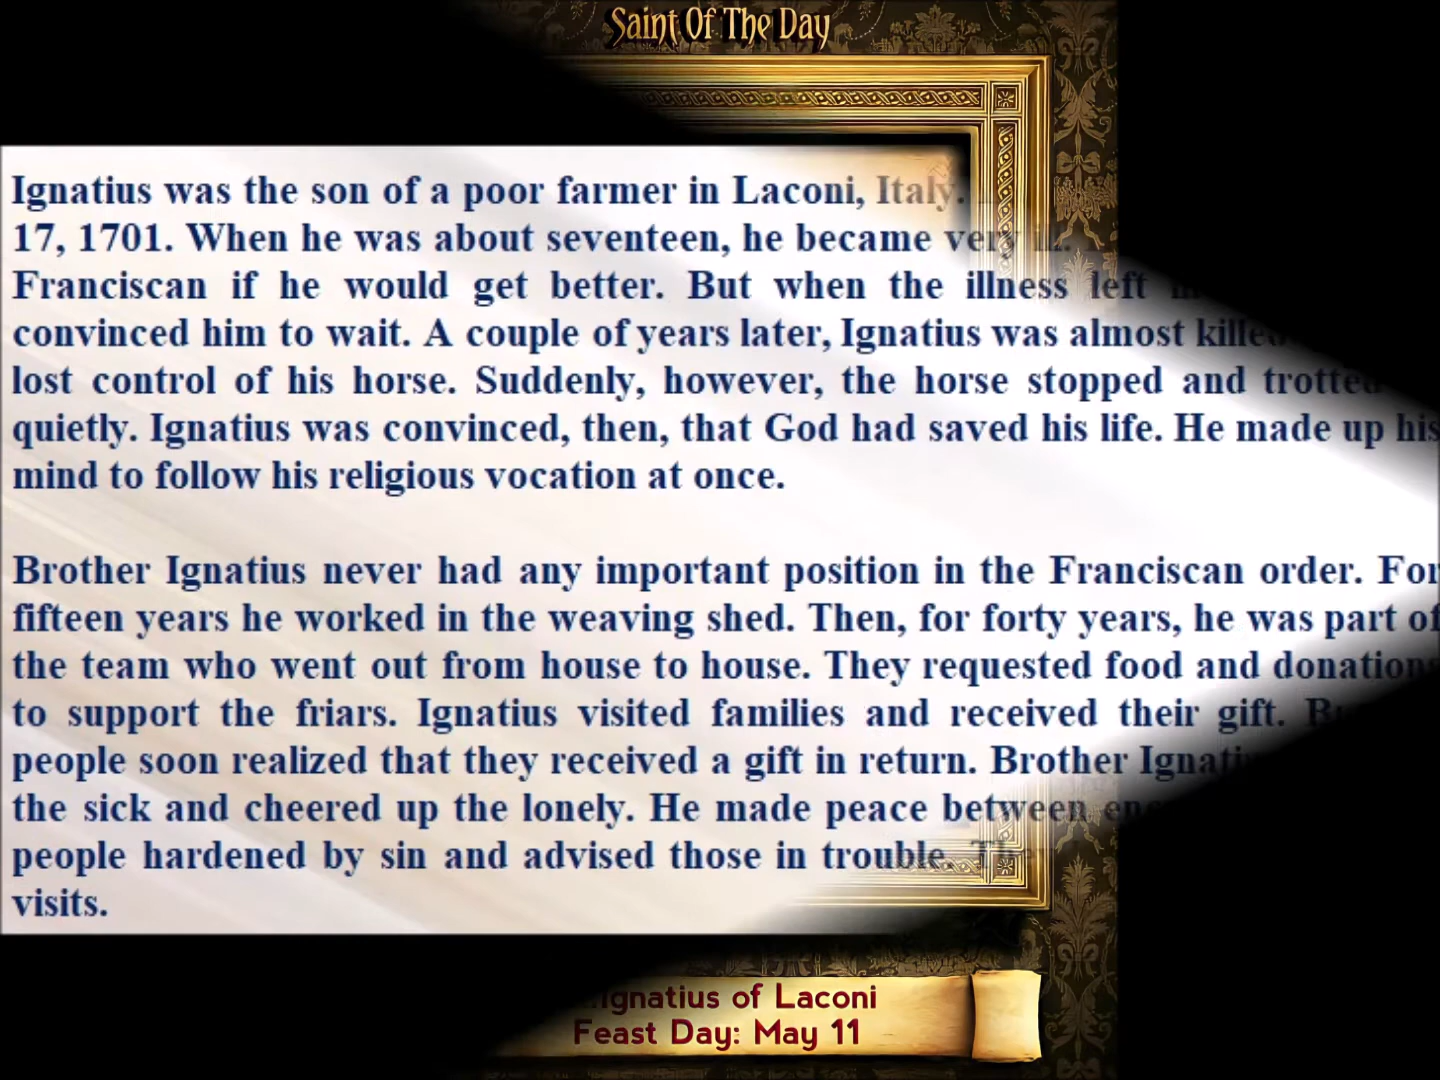 Saint Of The Day
Ignatius was the son of a poor farmer in Laconi, Italy.
17, 1701. When he was about seventeen, he became very ill.
Franciscan if he would get better. But when the illness left
convinced him to wait. A couple of years later, Ignatius was almost killed
lost control of his horse. Suddenly, however, the horse stopped and trotted
quietly. Ignatius was convinced, then, that God had saved his life. He made up his
mind to follow his religious vocation at once.
Brother Ignatius never had any important position in the Franciscan order. For
fifteen years he worked in the weaving shed. Then, for forty years, he was part of
the team who went out from house to house. They requested food and donations
to support the friars. Ignatius visited families and received their gift.
people soon realized that they received a gift in return. Brother Ignatius
the sick and cheered up the lonely. He made peace between
people hardened by sin and advised those in trouble.
visits.
Ignatius of Laconi
Feast Day: May 11